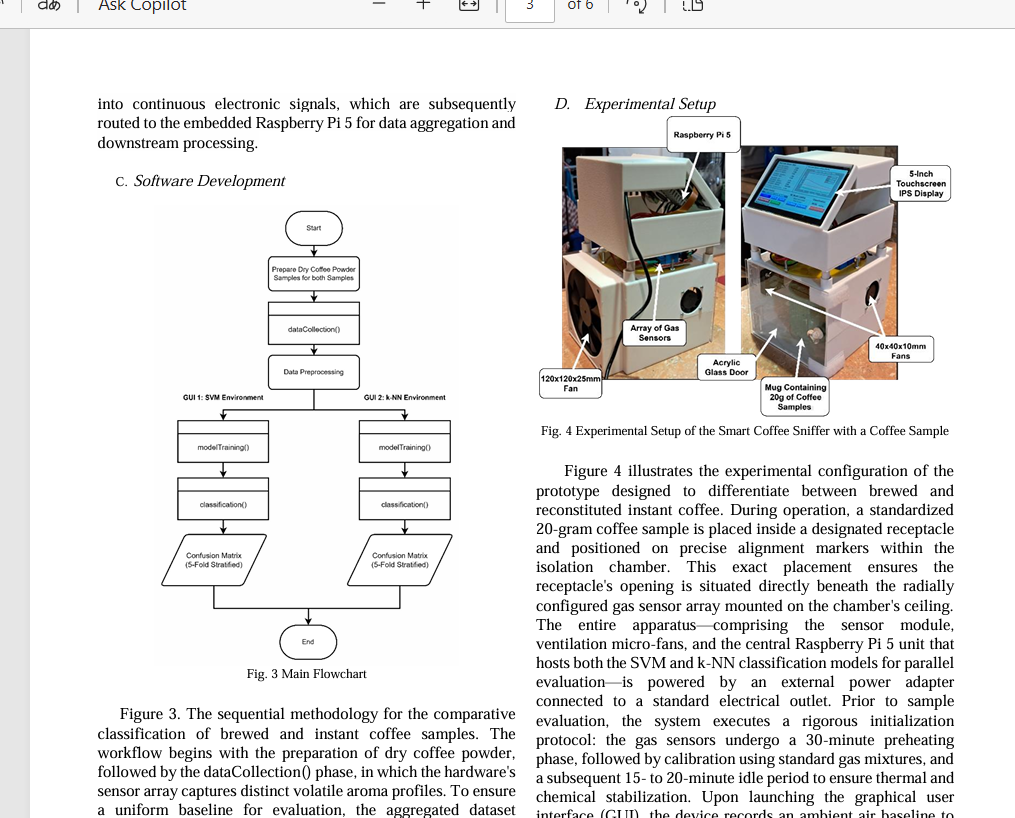 Ask Copilot
3
of 6
into continuous electronic signals, which are subsequently
routed to the embedded Raspberry Pi 5 for data aggregation and
downstream processing.
C. Software Development
Start
Prepare Dry Coffee Powder
Samples for both Samples
dataCollection()
Data Preprocessing
GUI 1: SVM Environment
GUI 2: k-NN Environment
modelTraining()
modelTraining()
classification()
classification()
Confusion Matrix
(5-Fold Stratified)
Confusion Matrix
(5-Fold Stratified)
End
Fig. 3 Main Flowchart
Figure 3. The sequential methodology for the comparative
classification of brewed and instant coffee samples. The
workflow begins with the preparation of dry coffee powder,
followed by the dataCollection() phase, in which the hardware's
sensor array captures distinct volatile aroma profiles. To ensure
a uniform baseline for evaluation, the aggregated dataset
D. Experimental Setup
Raspberry Pi 5
5-Inch
Touchscreen
IPS Display
Array of Gas
Sensors
40x40x10mm
Fans
Acrylic
Glass Door
120x120x25mm
Fan
Mug Containing
20g of Coffee
Samples
Fig. 4 Experimental Setup of the Smart Coffee Sniffer with a Coffee Sample
Figure 4 illustrates the experimental configuration of the
prototype designed to differentiate between brewed and
reconstituted instant coffee. During operation, a standardized
20-gram coffee sample is placed inside a designated receptacle
and positioned on precise alignment markers within the
isolation chamber. This exact placement ensures the
receptacle's opening is situated directly beneath the radially
configured gas sensor array mounted on the chamber's ceiling.
The entire apparatus—comprising the sensor module,
ventilation micro-fans, and the central Raspberry Pi 5 unit that
hosts both the SVM and k-NN classification models for parallel
evaluation—is powered by an external power adapter
connected to a standard electrical outlet. Prior to sample
evaluation, the system executes a rigorous initialization
protocol: the gas sensors undergo a 30-minute preheating
phase, followed by calibration using standard gas mixtures, and
a subsequent 15- to 20-minute idle period to ensure thermal and
chemical stabilization. Upon launching the graphical user
interface (GUI), the device records an ambient air baseline to